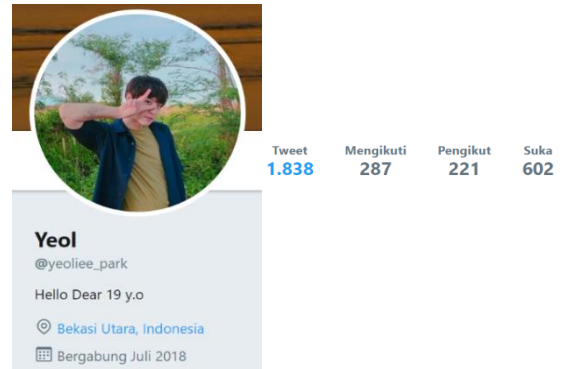 Tweet Mengikuti Pengikut Suka
1.838 287 221 602
Yeol
@yeoliee_park
Hello Dear 19 y.o
Bekasi Utara, Indonesia
Bergabung Juli 2018